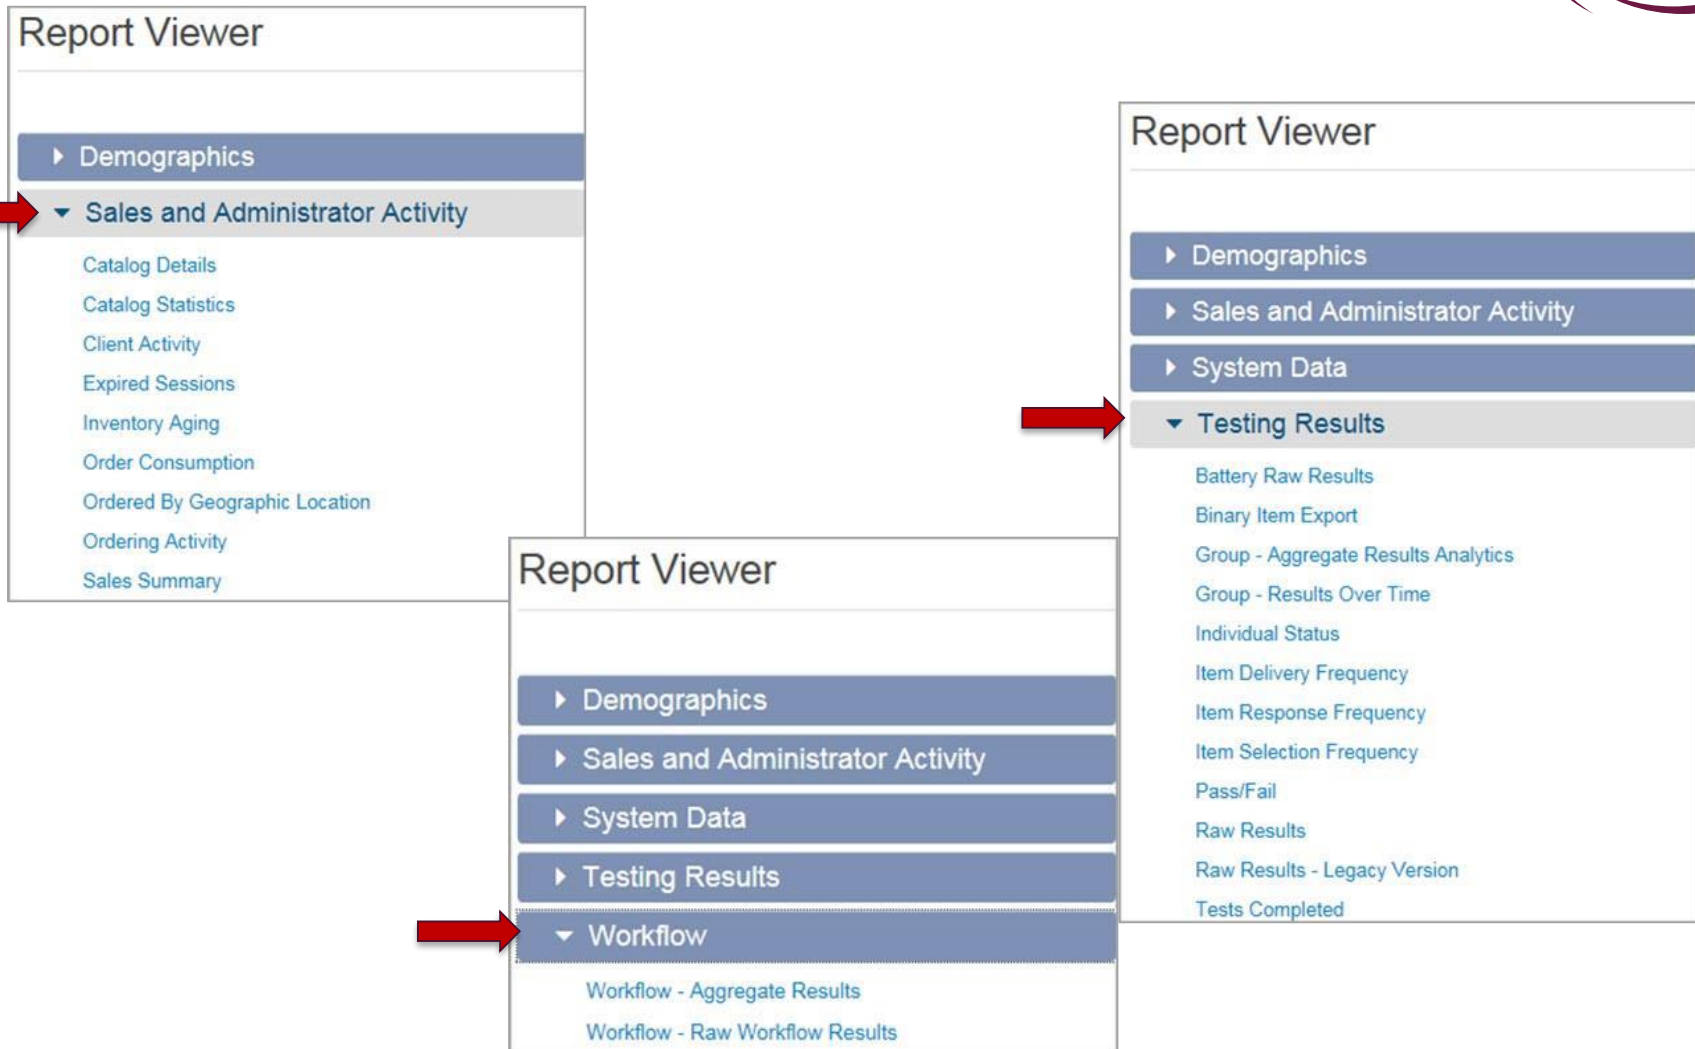 Report Viewer
Demographics
Sales and Administrator Activity
Catalog Details
Catalog Statistics
Client Activity
Expired Sessions
Inventory Aging
Order Consumption
Ordered By Geographic Location
Ordering Activity
Sales Summary
Report Viewer
Demographics
Sales and Administrator Activity
System Data
Testing Results
Workflow
Workflow - Aggregate Results
Workflow - Raw Workflow Results
Report Viewer
Demographics
Sales and Administrator Activity
System Data
Testing Results
Battery Raw Results
Binary Item Export
Group - Aggregate Results Analytics
Group - Results Over Time
Individual Status
Item Delivery Frequency
Item Response Frequency
Item Selection Frequency
Pass/Fail
Raw Results
Raw Results - Legacy Version
Tests Completed